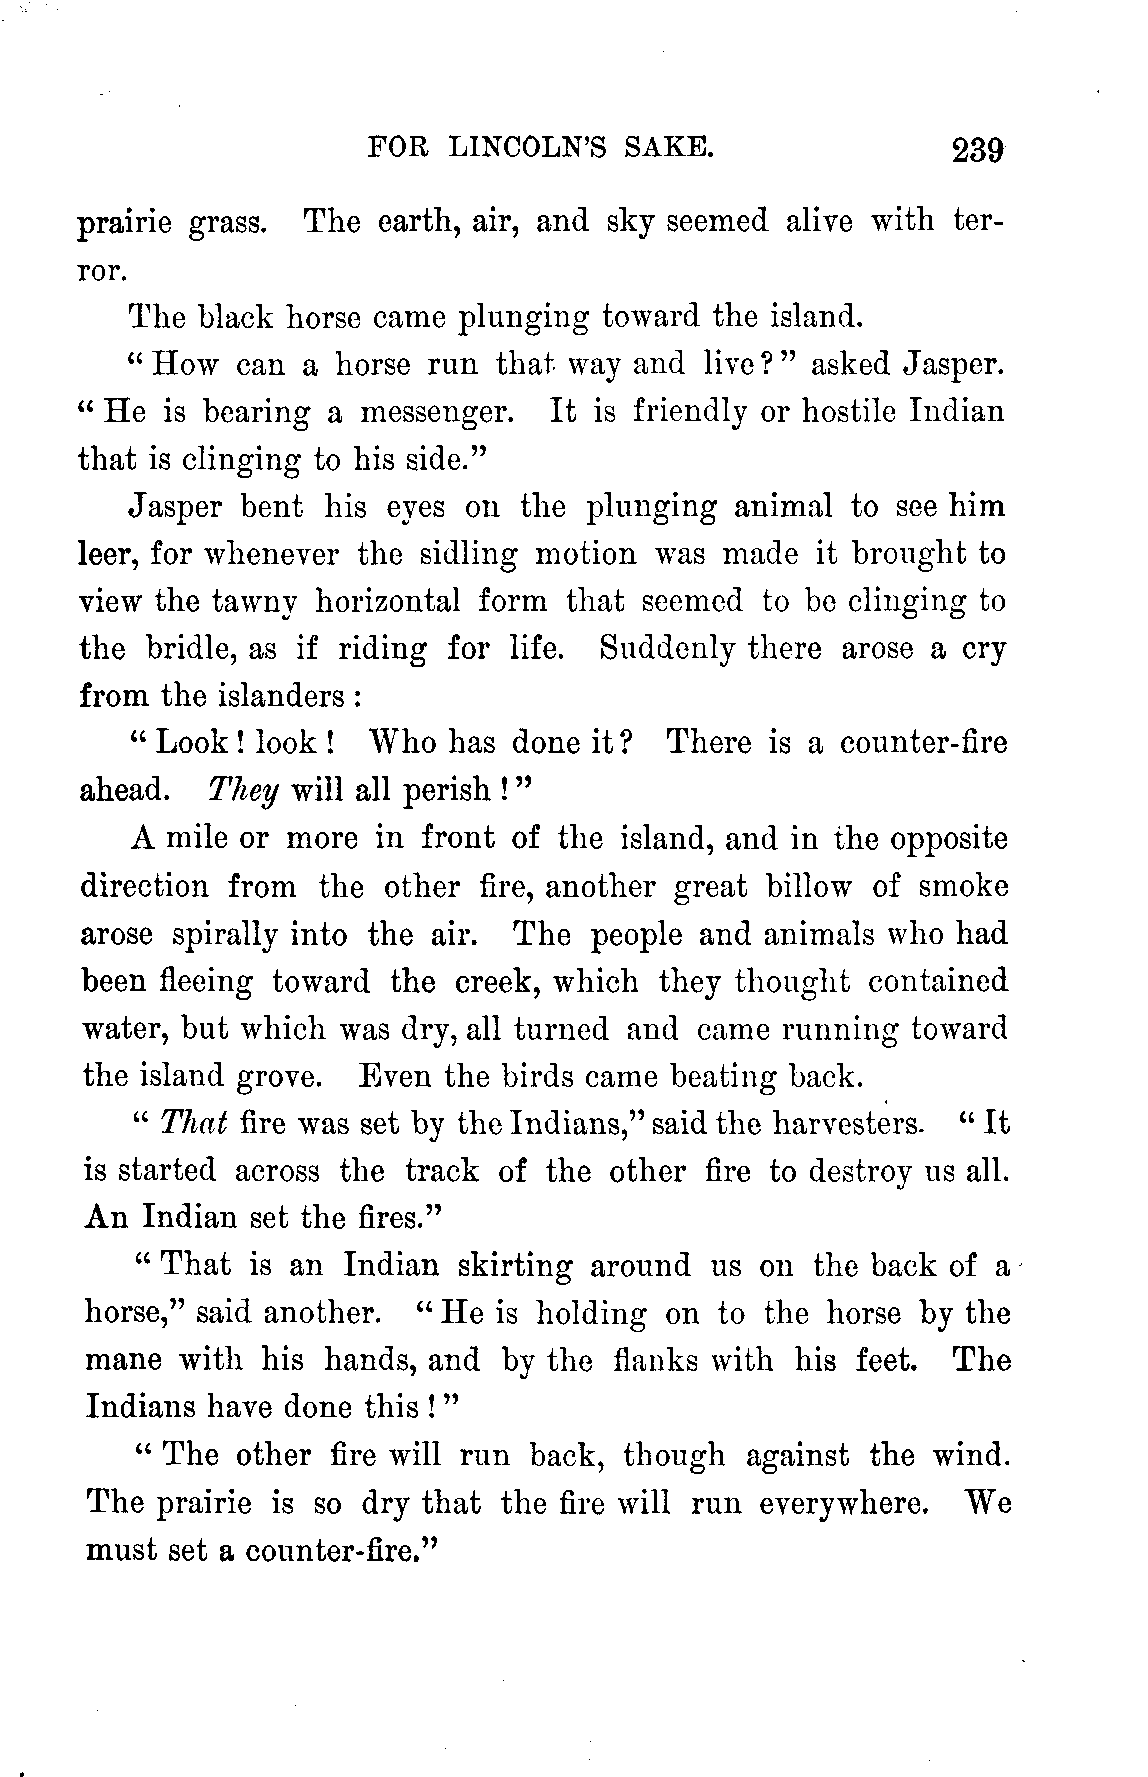 FOR LINCOLN'S SAKE. 239
prairie grass. The earth, air, and sky seemed alive with ter-
ror.
The black horse came plunging toward the island.
“ How can a horse run that way and live ? ” asked Jasper.
“ He is bearing a messenger. It is friendly or hostile Indian
that is clinging to his side.”
Jasper bent his eyes on the plunging animal to see him
leer, for whenever the sidling motion was made it brought to
view the tawny horizontal form that seemed to be clinging to
the bridle, as if riding for life. Suddenly there arose a cry
from the islanders :
“ Look ! look ! Who has done it ? There is a counter-fire
ahead. They will all perish ! ”
A mile or more in front of the island, and in the opposite
direction from the other fire, another great billow of smoke
arose spirally into the air. The people and animals who had
been fleeing toward the creek, which they thought contained
water, but which was dry, all turned and came running toward
the island grove. Even the birds came beating back.
“ That fire was set by the Indians,” said the harvesters. “ It
is started across the track of the other fire to destroy us all.
An Indian set the fires.”
“ That is an Indian skirting around us on the back of a
horse,” said another. “ He is holding on to the horse by the
mane with his hands, and by the flanks with his feet. The
Indians have done this ! ”
“ The other fire will run back, though against the wind.
The prairie is so dry that the fire will run everywhere. We
must set a counter-fire.”